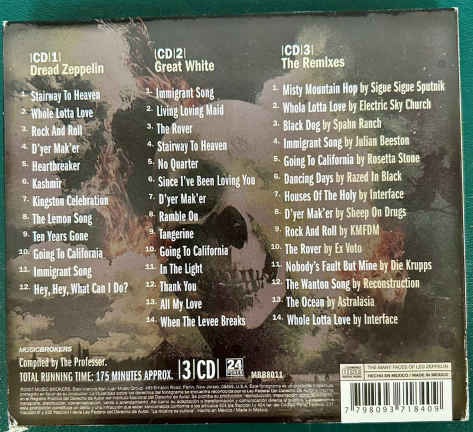 CD 1
Dread Zeppelin
1. Stairway To Heaven
2. Whole Lotta Love
3. Rock And Roll
4. D'yer Mak'er
5. Heartbreaker
6. Kashmir
7. Kingston Celebration
8. The Lemon Song
9. Ten Years Gone
10. Going To California
11. Immigrant Song
12. Hey, Hey, What Can I Do?
CD 2
Great White
1. Immigrant Song
2. Living Loving Maid
3. The Rover
4. Stairway To Heaven
5. No Quarter
6. Since I've Been Loving You
7. D'yer Mak'er
8. Ramble On
9. Tangerine
10. Going To California
11. In The Light
12. Thank You
13. All My Love
14. When The Levee Breaks
CD 3
The Remixes
1. Misty Mountain Hop by Sigue Sigue Sputnik
2. Whola Lotta Love by Electric Sky Church
3. Black Dog by Spahn Ranch
4. Immigrant Song by Julian Beeston
5. Going To California by Rosetta Stone
6. Dancing Days by Razed In Black
7. Houses Of The Holy by Interface
8. D'yer Mak'er by Sheep On Drugs
9. Rock And Roll by KMFDM
10. The Rover by Ex Voto
11. Nobody's Fault But Mine by Die Krupps
12. The Wanton Song by Reconstruction
13. The Ocean by Astralasia
14. Whole Lotta Love by Interface
MUSICBROKERS
Compiled by The Professor.
TOTAL RUNNING TIME: 175 MINUTES APPROX.
3 CD
24
MBB8011
THE MANY FACES OF LED ZEPPELIN
HECHO EN MEXICO / MADE IN MEXICO
7 798093 718409